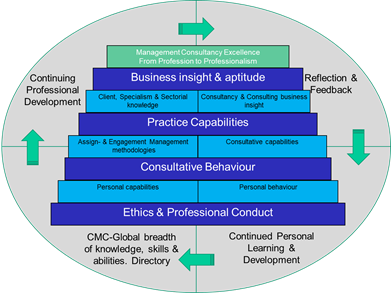 Management Consultancy Excellence
From Profession to Professionalism
Continuing
Professional
Development
Business insight & aptitude
Reflection &
Feedback
Client, Specialism & Sectorial
knowledge
Consultancy & Consulting business
insight
Practice Capabilities
Assign- & Engagement Management
methodologies
Consultative capabilities
Consultative Behaviour
Personal capabilities
Personal behaviour
Ethics & Professional Conduct
CMC-Global breadth
of knowledge, skills &
abilities. Directory
Continued Personal
Learning &
Development